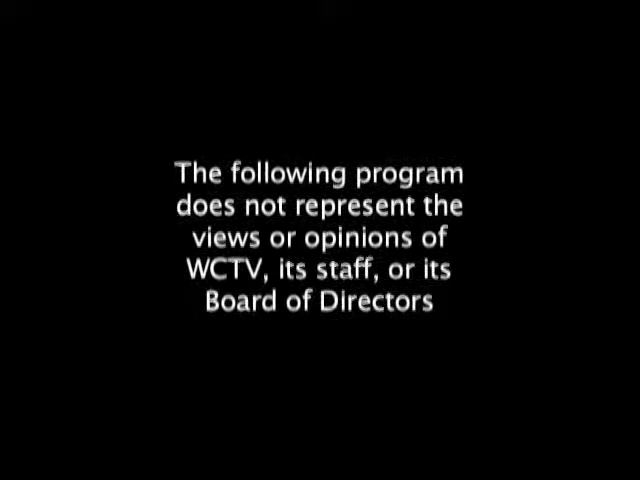 The following program
does not represent the
views or opinions of
WCTV, its staff, or its
Board of Directors